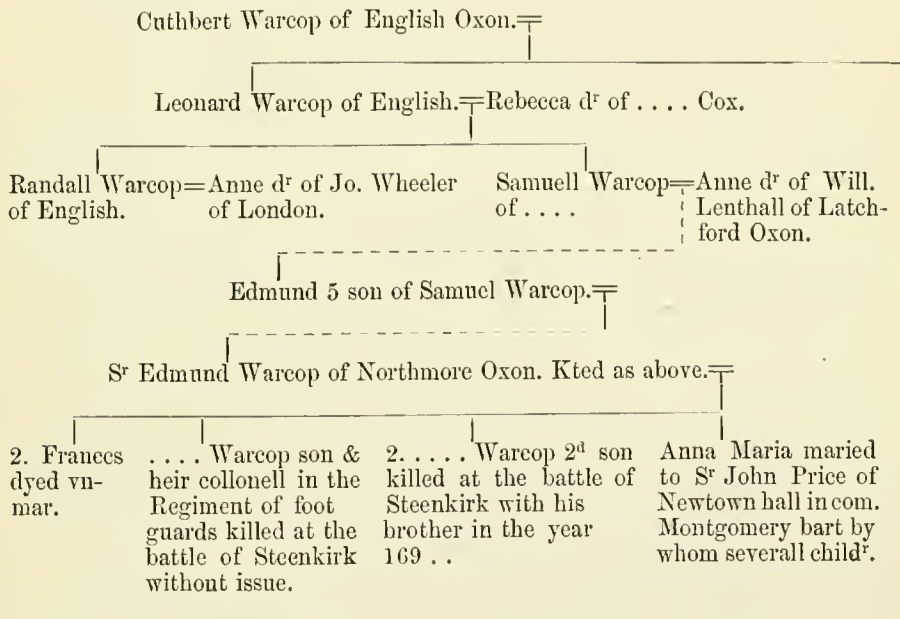 Cuthbert Warcop of English Oxon.
Leonard Warcop of English.=Rebecca dʳ of . . . . Cox.
Randall Warcop=Anne dʳ of Jo. Wheeler
of English. of London.
Samuell Warcop=Anne dʳ of Will.
of . . . . Lenthall of Latch-
ford Oxon.
Edmund 5 son of Samuel Warcop.
Sʳ Edmund Warcop of Northmore Oxon. Kted as above.
2. Frances
dyed vn-
mar.
. . . . Warcop son &
heir collonell in the
Regiment of foot
guards killed at the
battle of Steenkirk
without issue.
2. . . . . Warcop 2ᵈ son
killed at the battle of
Steenkirk with his
brother in the year
169 . .
Anna Maria maried
to Sʳ John Price of
Newtown hall in com.
Montgomery bart by
whom severall childʳ.